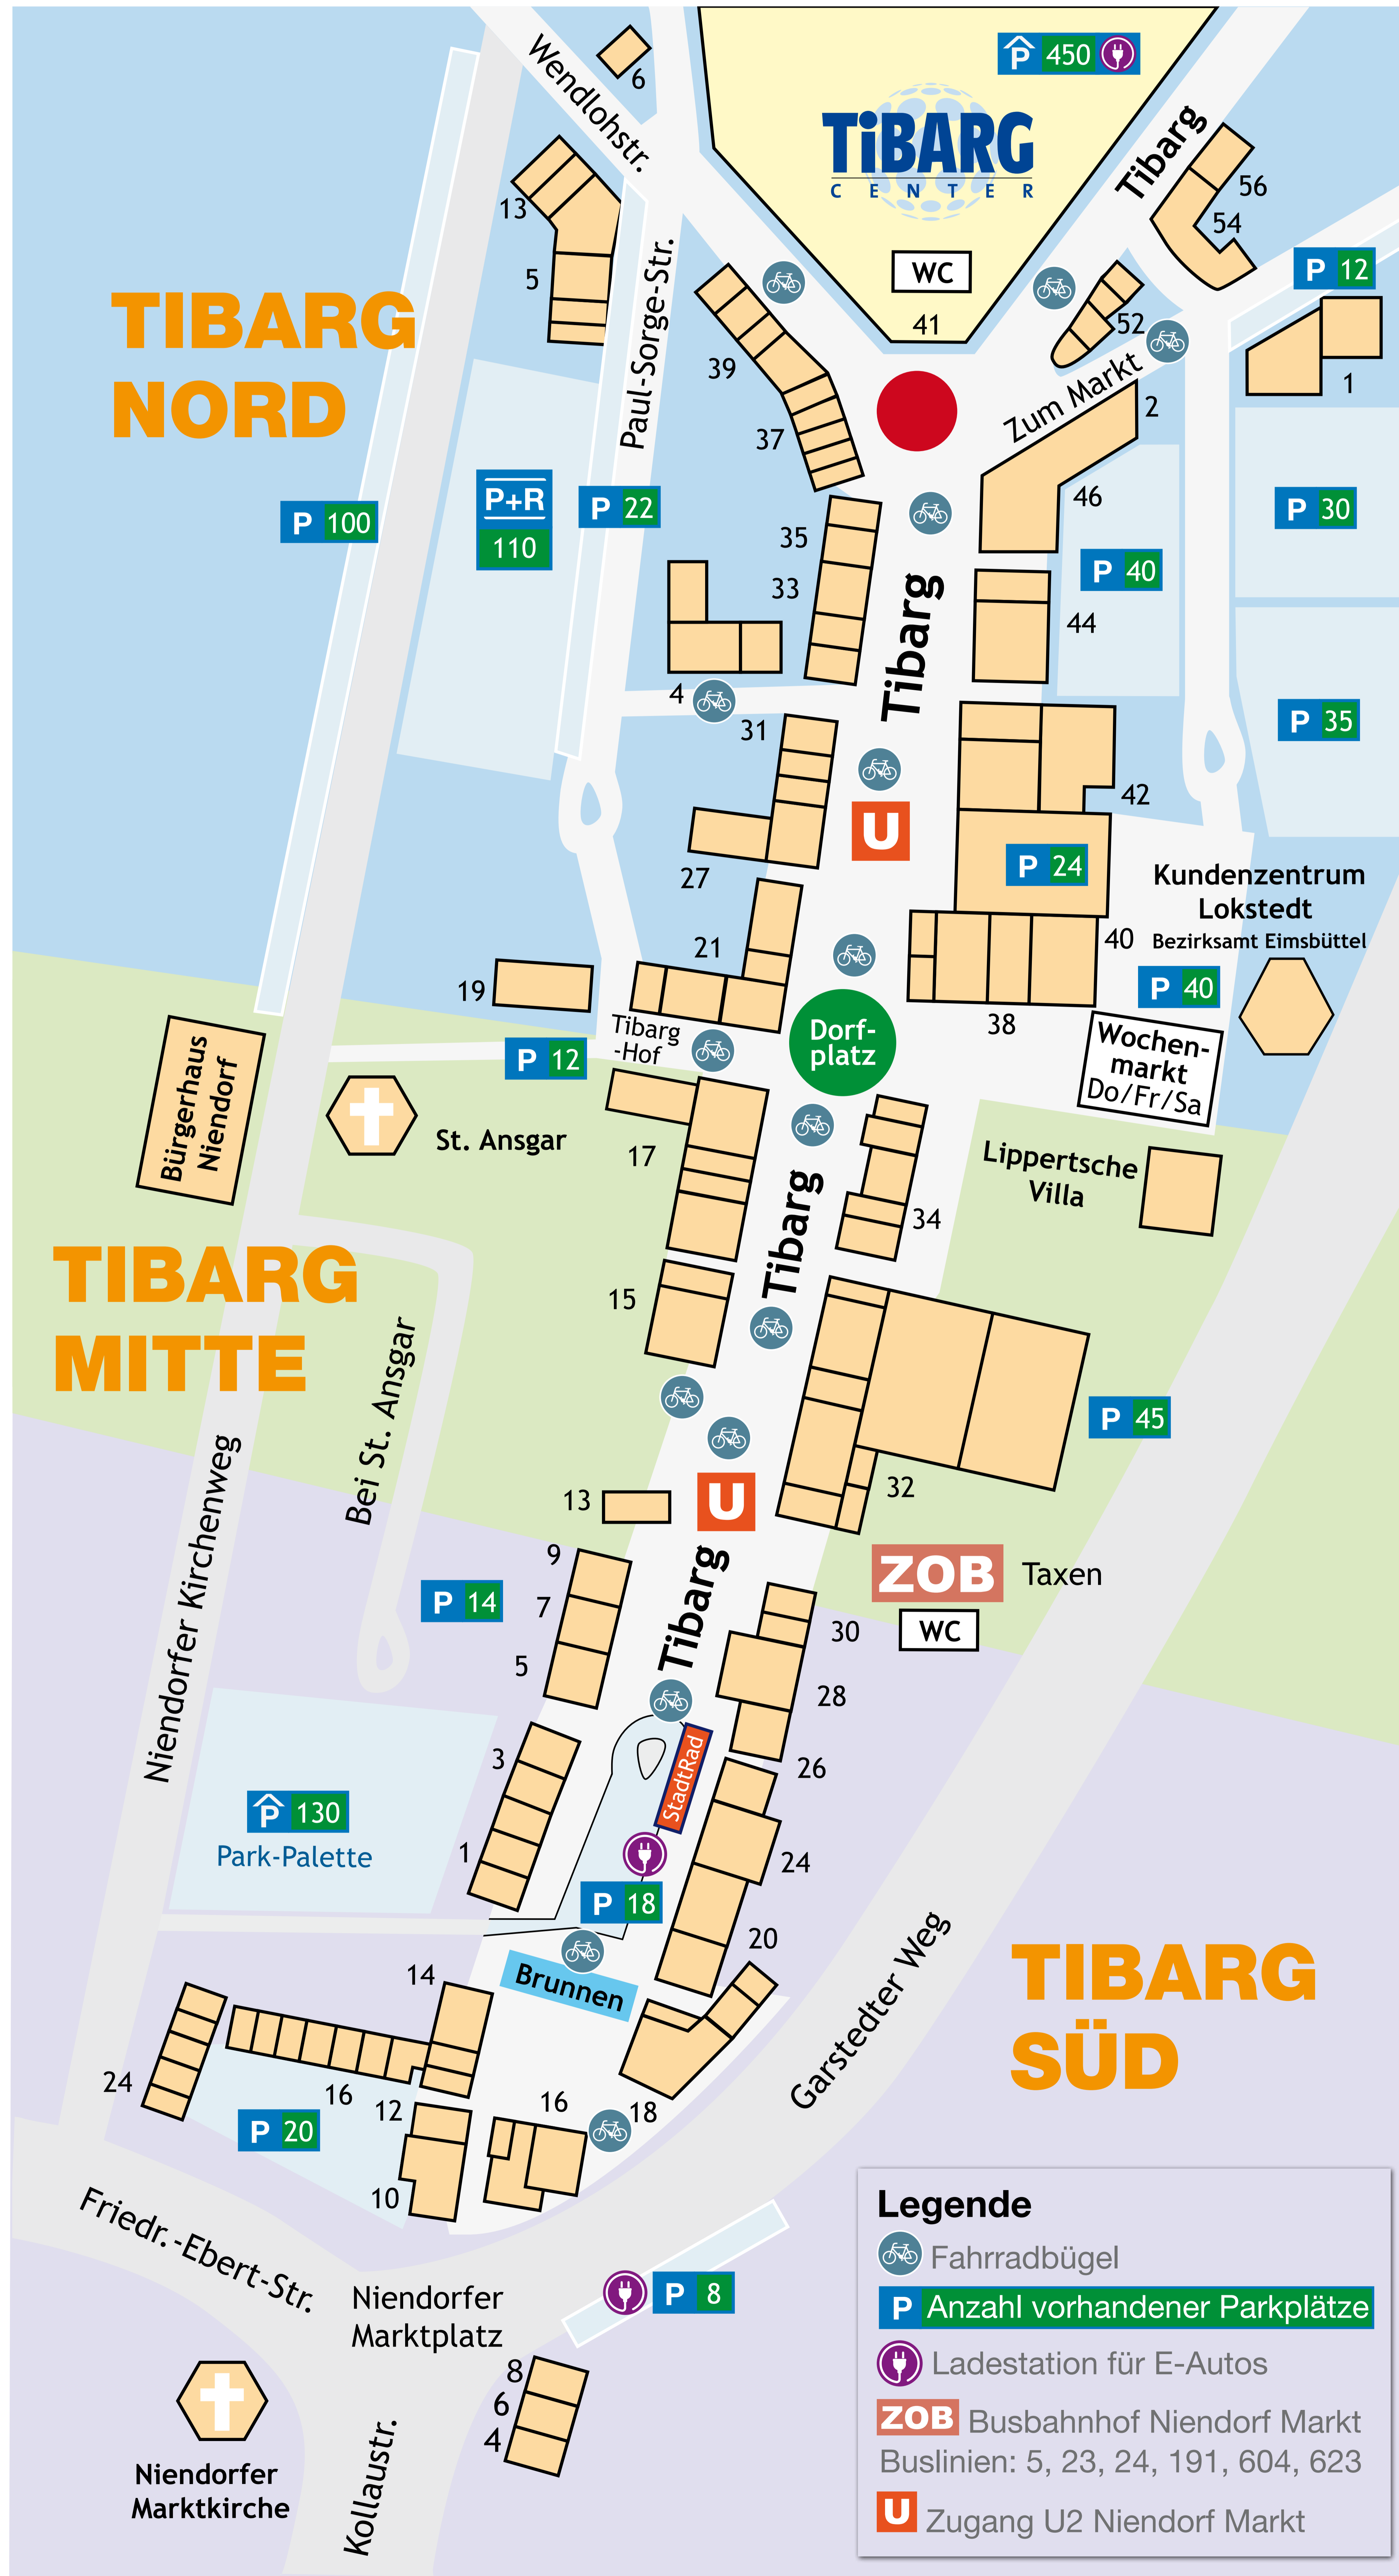 Wendlohstr.
6
P 450
TiBARG
CENTER
Tibarg
56
54
13
5
Paul-Sorge-Str.
WC
41
P 12
52
1
39
Zum Markt
2
37
TIBARG
NORD
P 100
P+R
110
P 22
35
33
46
P 40
P 30
44
Tibarg
4
31
P 35
42
U
27
P 24
Kundenzentrum
Lokstedt
Bezirksamt Eimsbüttel
21
40
19
P 40
38
Tibarg
-Hof
Dorf-
platz
Wochen-
markt
Do/Fr/Sa
P 12
Bürgerhaus
Niendorf
St. Ansgar
17
Lippertsche
Villa
34
Tibarg
TIBARG
MITTE
15
Bei St. Ansgar
P 45
Niendorfer Kirchenweg
13
U
32
9
ZOB
Taxen
P 14
7
Tibarg
WC
30
5
28
3
26
StadtRad
P 130
Park-Palette
1
24
P 18
20
Garstedter Weg
TIBARG
SÜD
14
Brunnen
24
16
12
16
18
P 20
10
Friedr.-Ebert-Str.
Niendorfer
Marktplatz
P 8
8
6
4
Niendorfer
Marktkirche
Kollaustr.
Legende
Fahrradbügel
P Anzahl vorhandener Parkplätze
Ladestation für E-Autos
ZOB Busbahnhof Niendorf Markt
Buslinien: 5, 23, 24, 191, 604, 623
U Zugang U2 Niendorf Markt